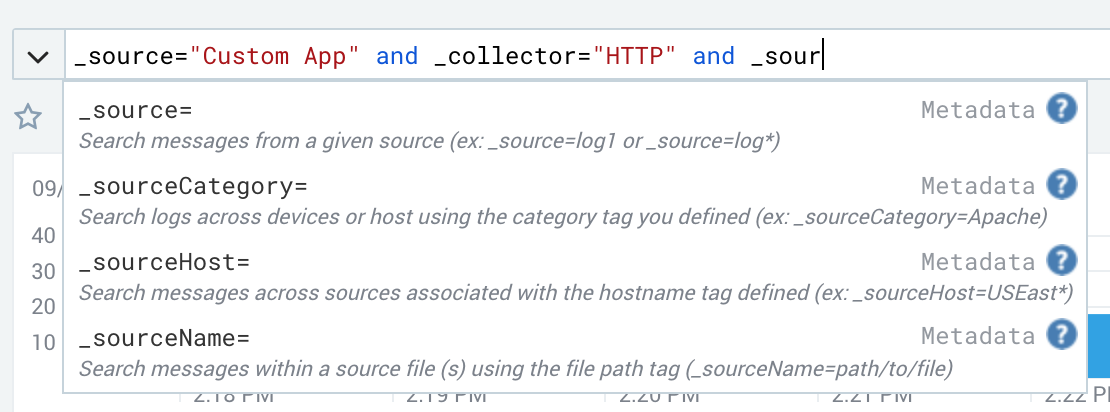 _source="Custom App" and _collector="HTTP" and _sour
_source= Metadata ?
Search messages from a given source (ex: _source=log1 or _source=log*)
09/
_sourceCategory= Metadata ?
Search logs across devices or host using the category tag you defined (ex: _sourceCategory=Apache)
40
_sourceHost= Metadata ?
30
Search messages across sources associated with the hostname tag defined (ex: _sourceHost=USEast*)
20
_sourceName= Metadata ?
10
Search messages within a source file (s) using the file path tag (_sourceName=path/to/file)
2:18 PM 2:19 PM 2:20 PM 2:21 PM 2:22 P